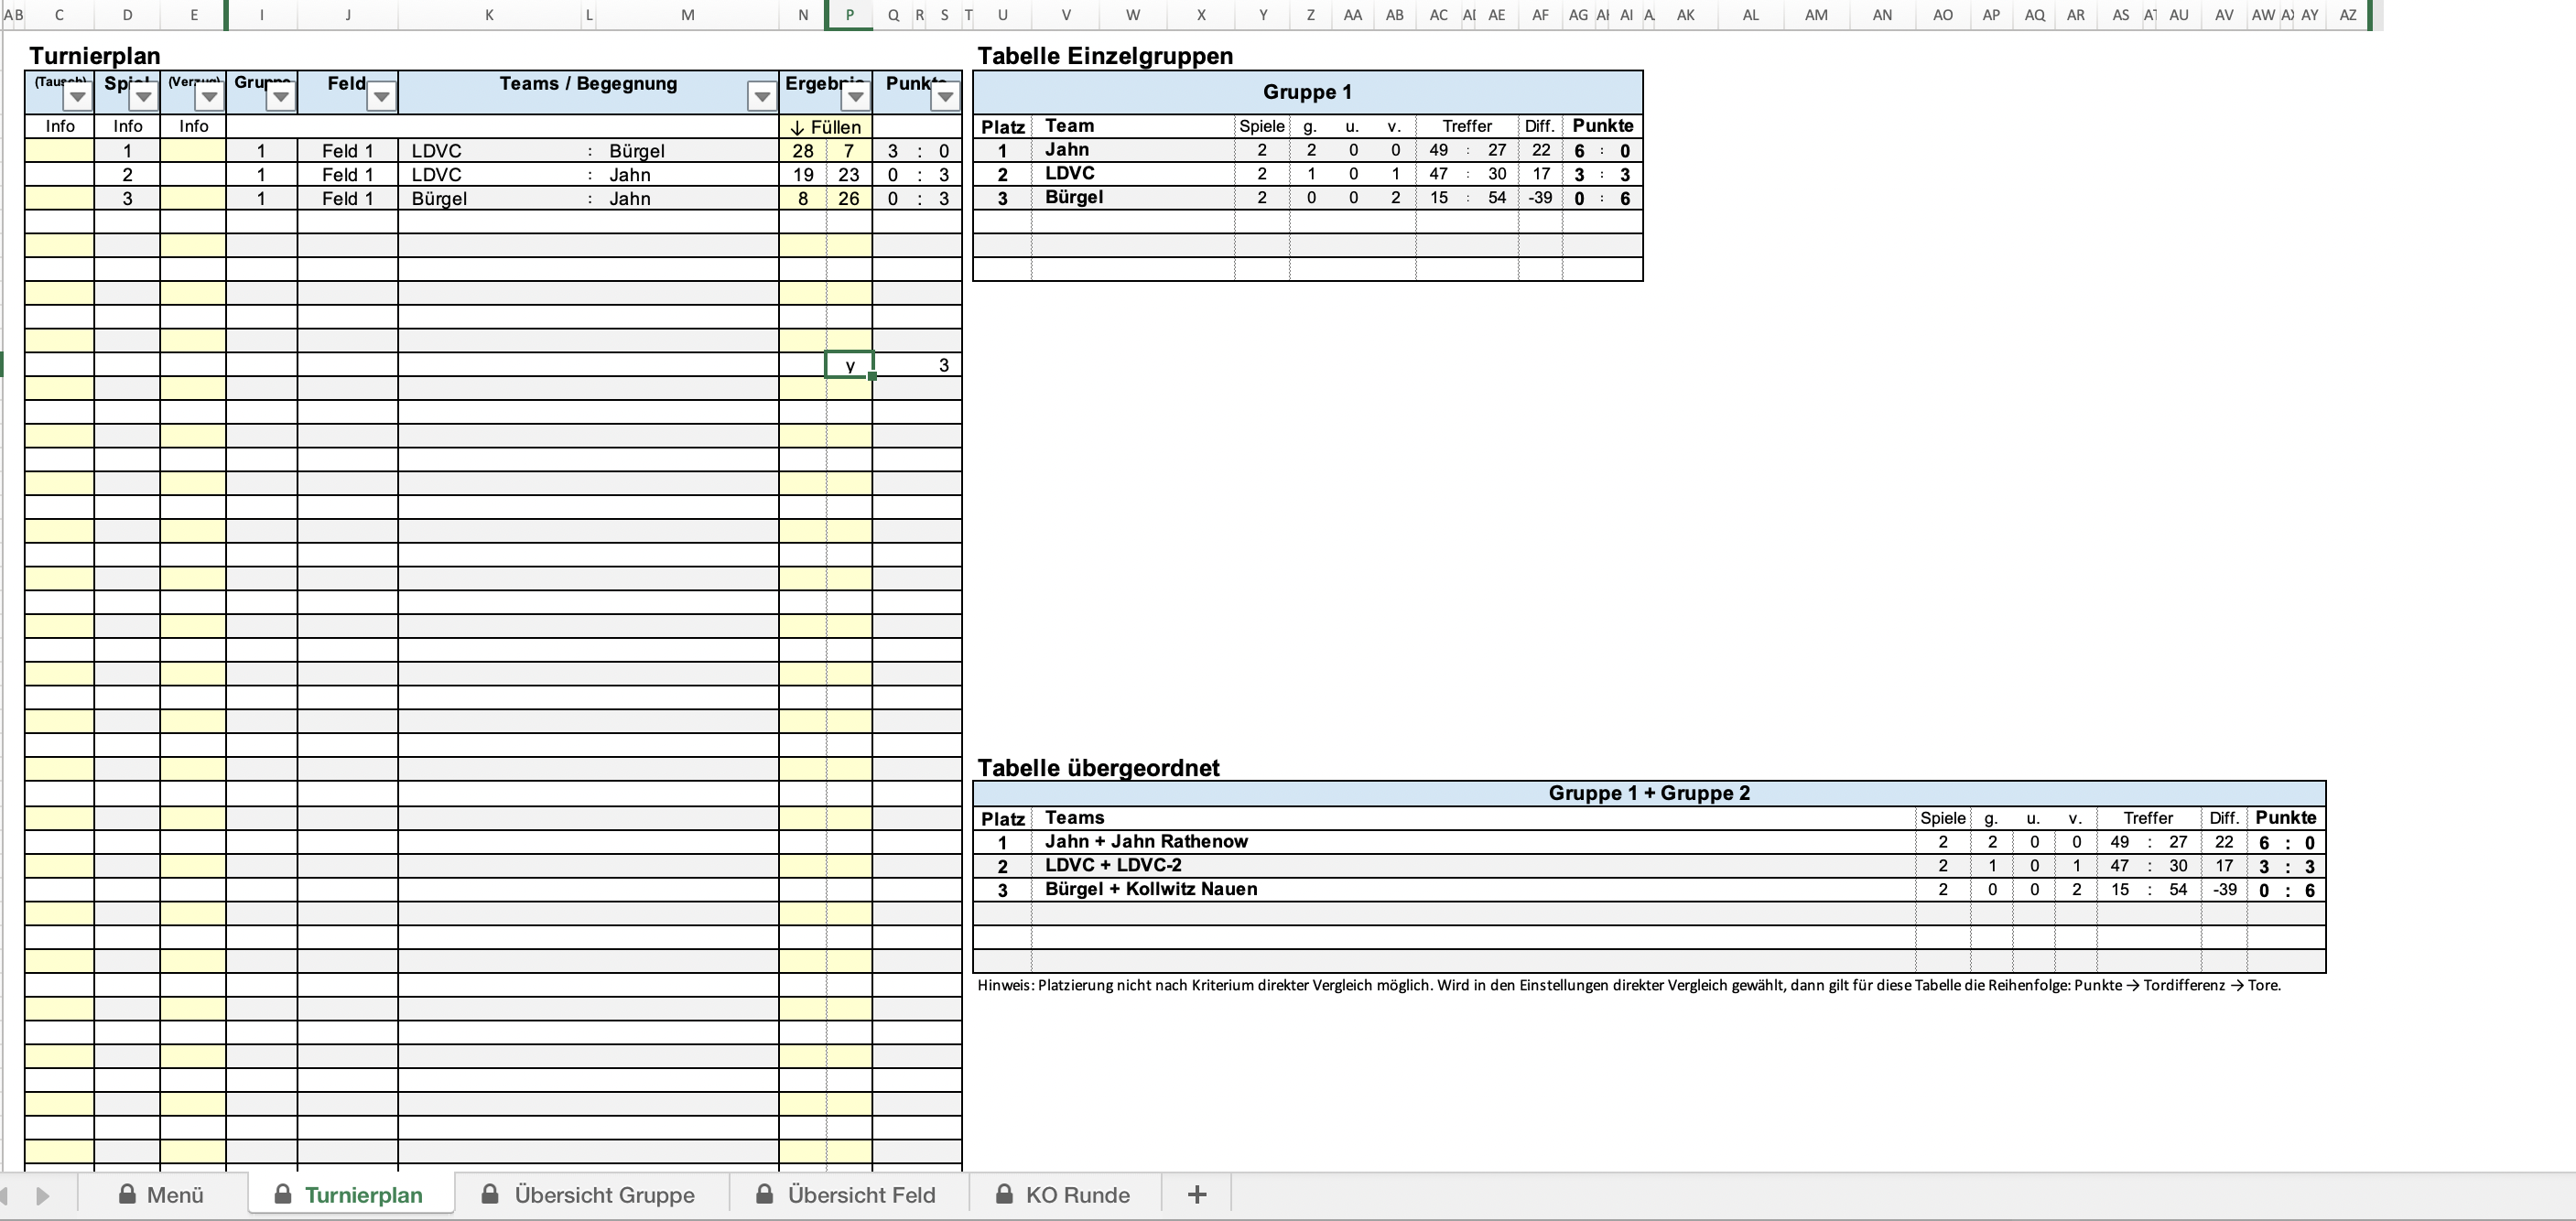 A B C D E I J K L M N P Q R S T U V W X Y Z AA AB AC AE AF AG AI AK AL AM AN AO AP AQ AR AS AU AV AW AY AZ
Turnierplan
Feld Teams / Begegnung
Info Info Info ↓ Füllen
1 1 Feld 1 LDVC : Bürgel 28 7 3 : 0
2 1 Feld 1 LDVC : Jahn 19 23 0 : 3
3 1 Feld 1 Bürgel : Jahn 8 26 0 : 3
y 3
Tabelle Einzelgruppen
Gruppe 1
Platz Team Spiele g. u. v. Treffer Diff. Punkte
1 Jahn 2 2 0 0 49 : 27 22 6 : 0
2 LDVC 2 1 0 1 47 : 30 17 3 : 3
3 Bürgel 2 0 0 2 15 : 54 -39 0 : 6
Tabelle übergeordnet
Gruppe 1 + Gruppe 2
Platz Teams Spiele g. u. v. Treffer Diff. Punkte
1 Jahn + Jahn Rathenow 2 2 0 0 49 : 27 22 6 : 0
2 LDVC + LDVC-2 2 1 0 1 47 : 30 17 3 : 3
3 Bürgel + Kollwitz Nauen 2 0 0 2 15 : 54 -39 0 : 6
Hinweis: Platzierung nicht nach Kriterium direkter Vergleich möglich. Wird in den Einstellungen direkter Vergleich gewählt, dann gilt für diese Tabelle die Reihenfolge: Punkte → Tordifferenz → Tore.
Menü Turnierplan Übersicht Gruppe Übersicht Feld KO Runde +